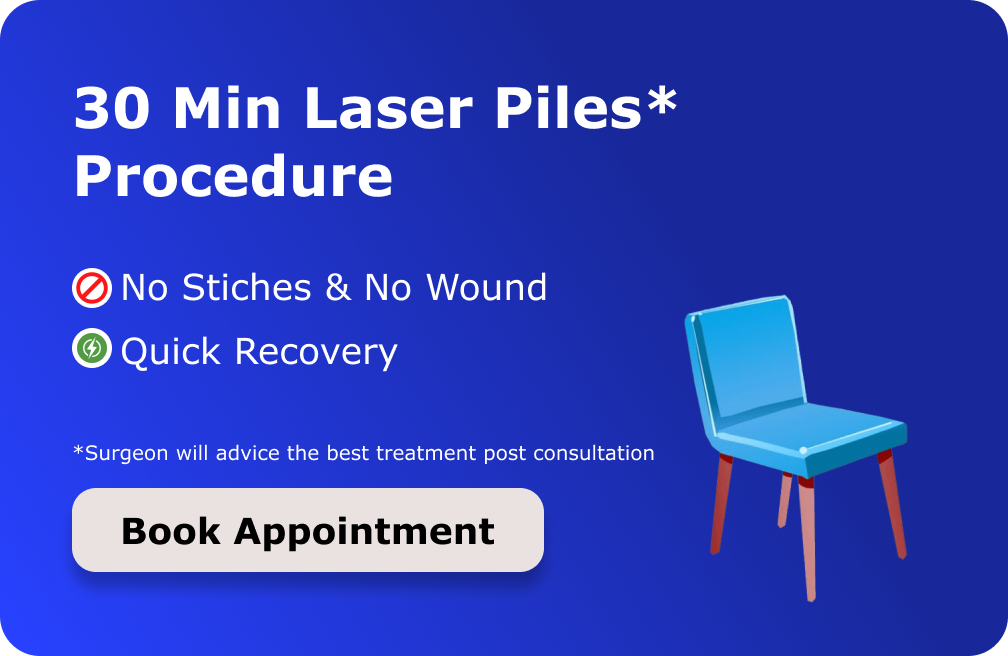 30 Min Laser Piles*
Procedure
No Stiches & No Wound
Quick Recovery
*Surgeon will advice the best treatment post consultation
Book Appointment